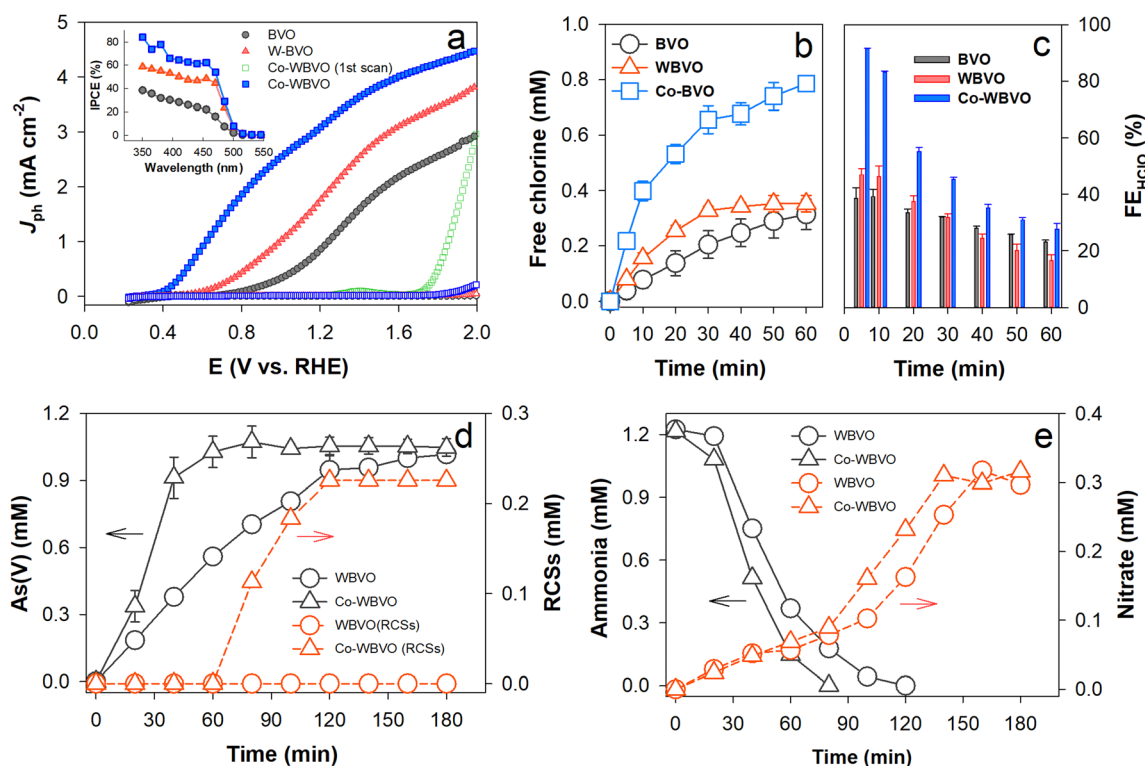 a
J_ph (mA cm⁻²)
5
4
3
2
1
0
0.0
0.4
0.8
1.2
1.6
2.0
E (V vs. RHE)
IPCE (%)
80
60
40
20
0
350
400
450
500
550
Wavelength (nm)
BVO
W-BVO
Co-WBVO (1st scan)
Co-WBVO
b
Free chlorine (mM)
1.0
0.8
0.6
0.4
0.2
0.0
0
10
20
30
40
50
60
Time (min)
BVO
WBVO
Co-BVO
c
BVO
WBVO
Co-WBVO
0
10
20
30
40
50
60
Time (min)
100
80
60
40
20
0
FE_HClO (%)
d
As(V) (mM)
1.2
0.9
0.6
0.3
0.0
0
30
60
90
120
150
180
Time (min)
0.3
0.2
0.1
0.0
RCSs (mM)
WBVO
Co-WBVO
WBVO(RCSs)
Co-WBVO (RCSs)
e
Ammonia (mM)
1.2
0.9
0.6
0.3
0.0
0
30
60
90
120
150
180
Time (min)
0.4
0.3
0.2
0.1
0.0
Nitrate (mM)
WBVO
Co-WBVO
WBVO
Co-WBVO